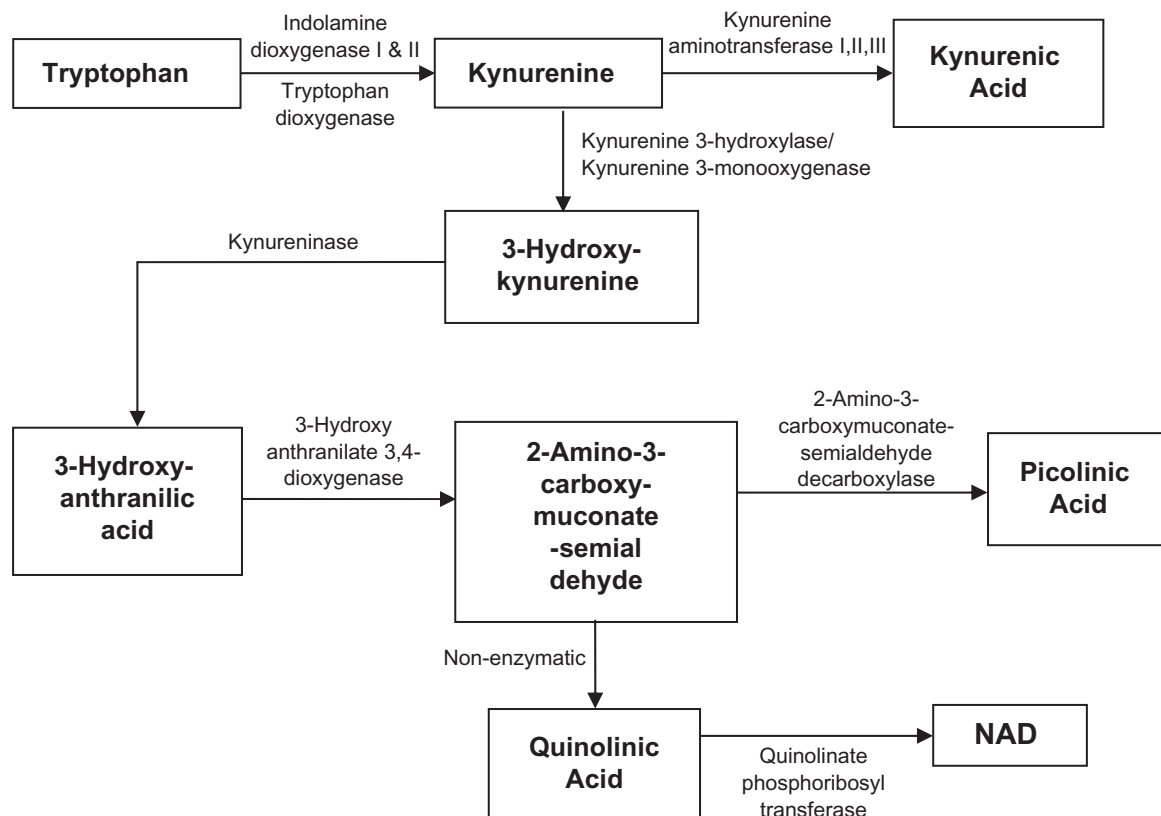 Tryptophan
Indolamine
dioxygenase I & II
Tryptophan
dioxygenase
Kynurenine
Kynurenine
aminotransferase I,II,III
Kynurenic
Acid
Kynurenine 3-hydroxylase/
Kynurenine 3-monooxygenase
3-Hydroxy-
kynurenine
Kynureninase
3-Hydroxy-
anthranilic
acid
3-Hydroxy
anthranilate 3,4-
dioxygenase
2-Amino-3-
carboxy-
muconate
-semial
dehyde
2-Amino-3-
carboxymuconate-
semialdehyde
decarboxylase
Picolinic
Acid
Non-enzymatic
Quinolinic
Acid
Quinolinate
phosphoribosyl
transferase
NAD